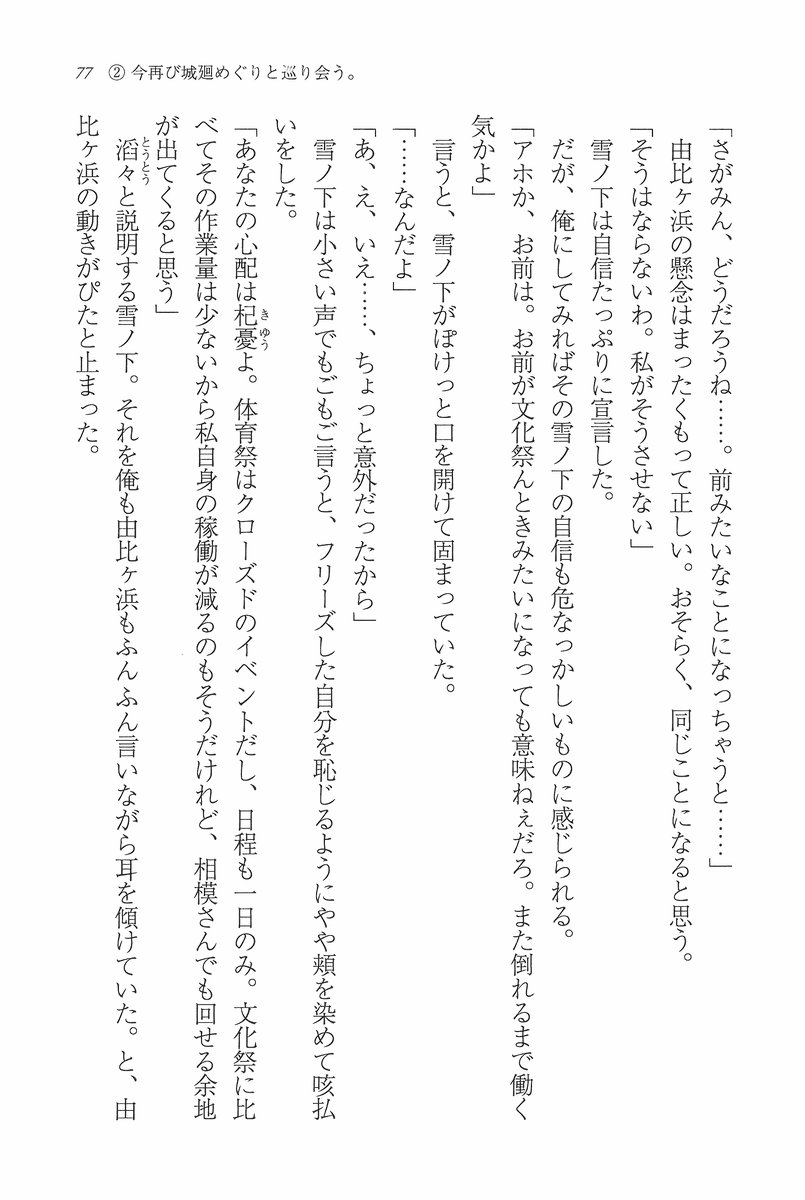 77　② 今再び城廻めぐりと巡り会う。
「さがみん、どうだろうね……。前みたいなことになっちゃうと……」
　由比ヶ浜の懸念はまったくもって正しい。おそらく、同じことになると思う。
「そうはならないわ。私がそうさせない」
　雪ノ下は自信たっぷりに宣言した。
　だが、俺にしてみればその雪ノ下の自信も危なっかしいものに感じられる。
「アホか、お前は。お前が文化祭んときみたいになっても意味ねぇだろ。また倒れるまで働く
気かよ」
　言うと、雪ノ下がぽけっと口を開けて固まっていた。
「……なんだよ」
「あ、え、いえ……、ちょっと意外だったから」
　雪ノ下は小さい声でもごもご言うと、フリーズした自分を恥じるようにやや頬を染めて咳払
いをした。
「あなたの心配は杞憂よ。体育祭はクローズドのイベントだし、日程も一日のみ。文化祭に比
きゆう
べてその作業量は少ないから私自身の稼働が減るのもそうだけれど、相模さんでも回せる余地
が出てくると思う」
　滔々と説明する雪ノ下。それを俺も由比ヶ浜もふんふん言いながら耳を傾けていた。と、由
とうとう
比ヶ浜の動きがぴたと止まった。